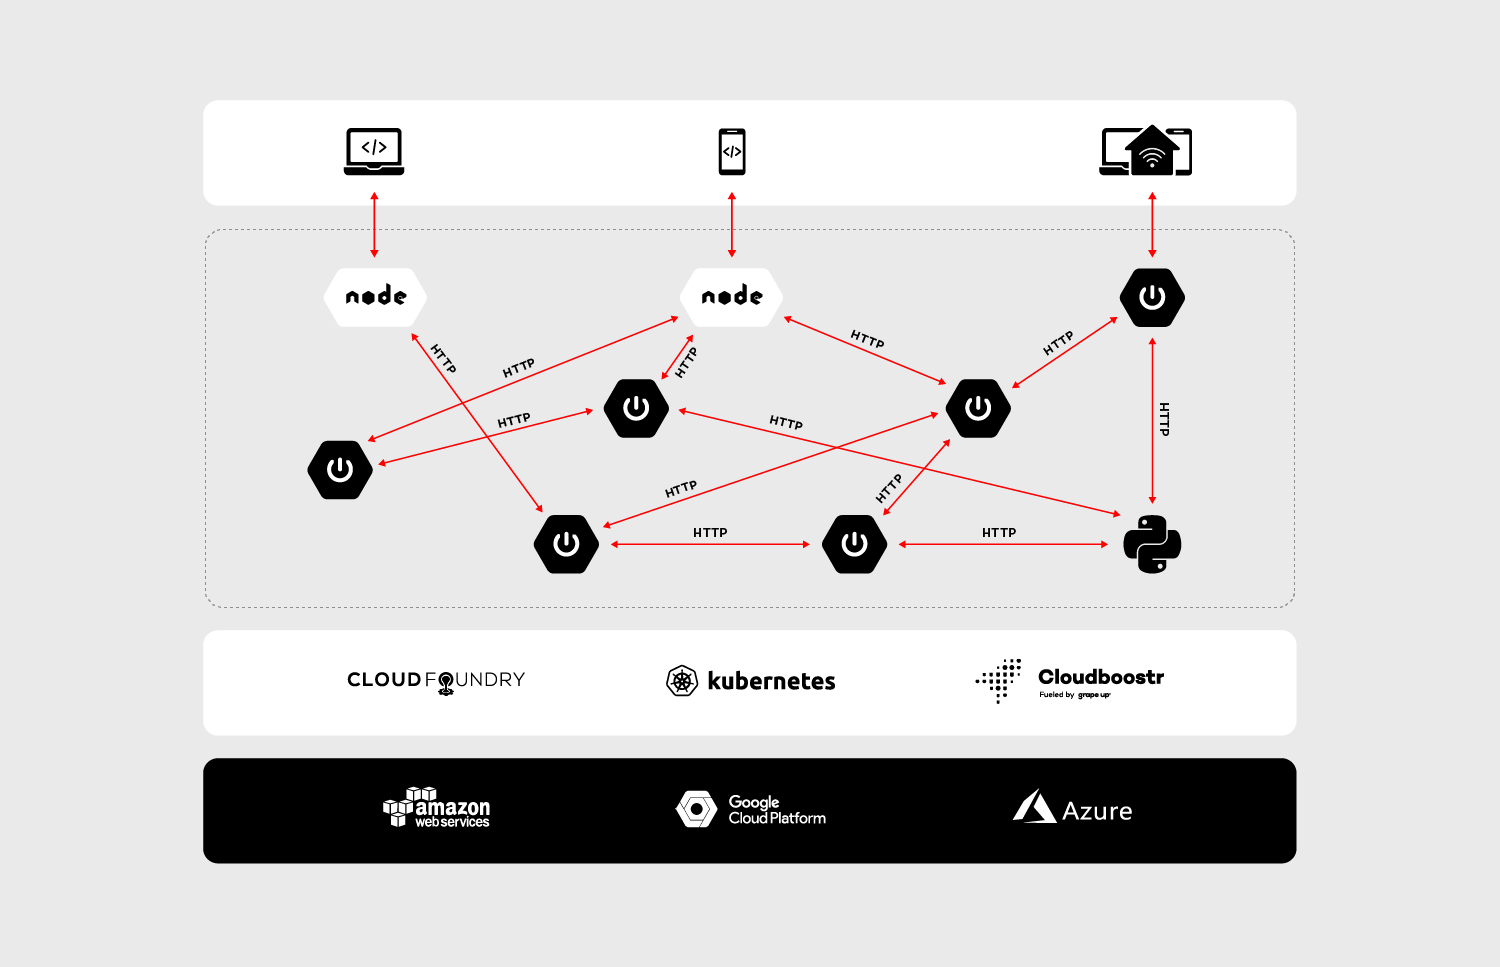 </>
</>
node
node
HTTP
HTTP
HTTP
HTTP
HTTP
HTTP
HTTP
HTTP
HTTP
HTTP
HTTP
HTTP
CLOUD FOUNDRY
kubernetes
Cloudboostr
Fueled by grape up
amazon
web services
Google
Cloud Platform
Azure